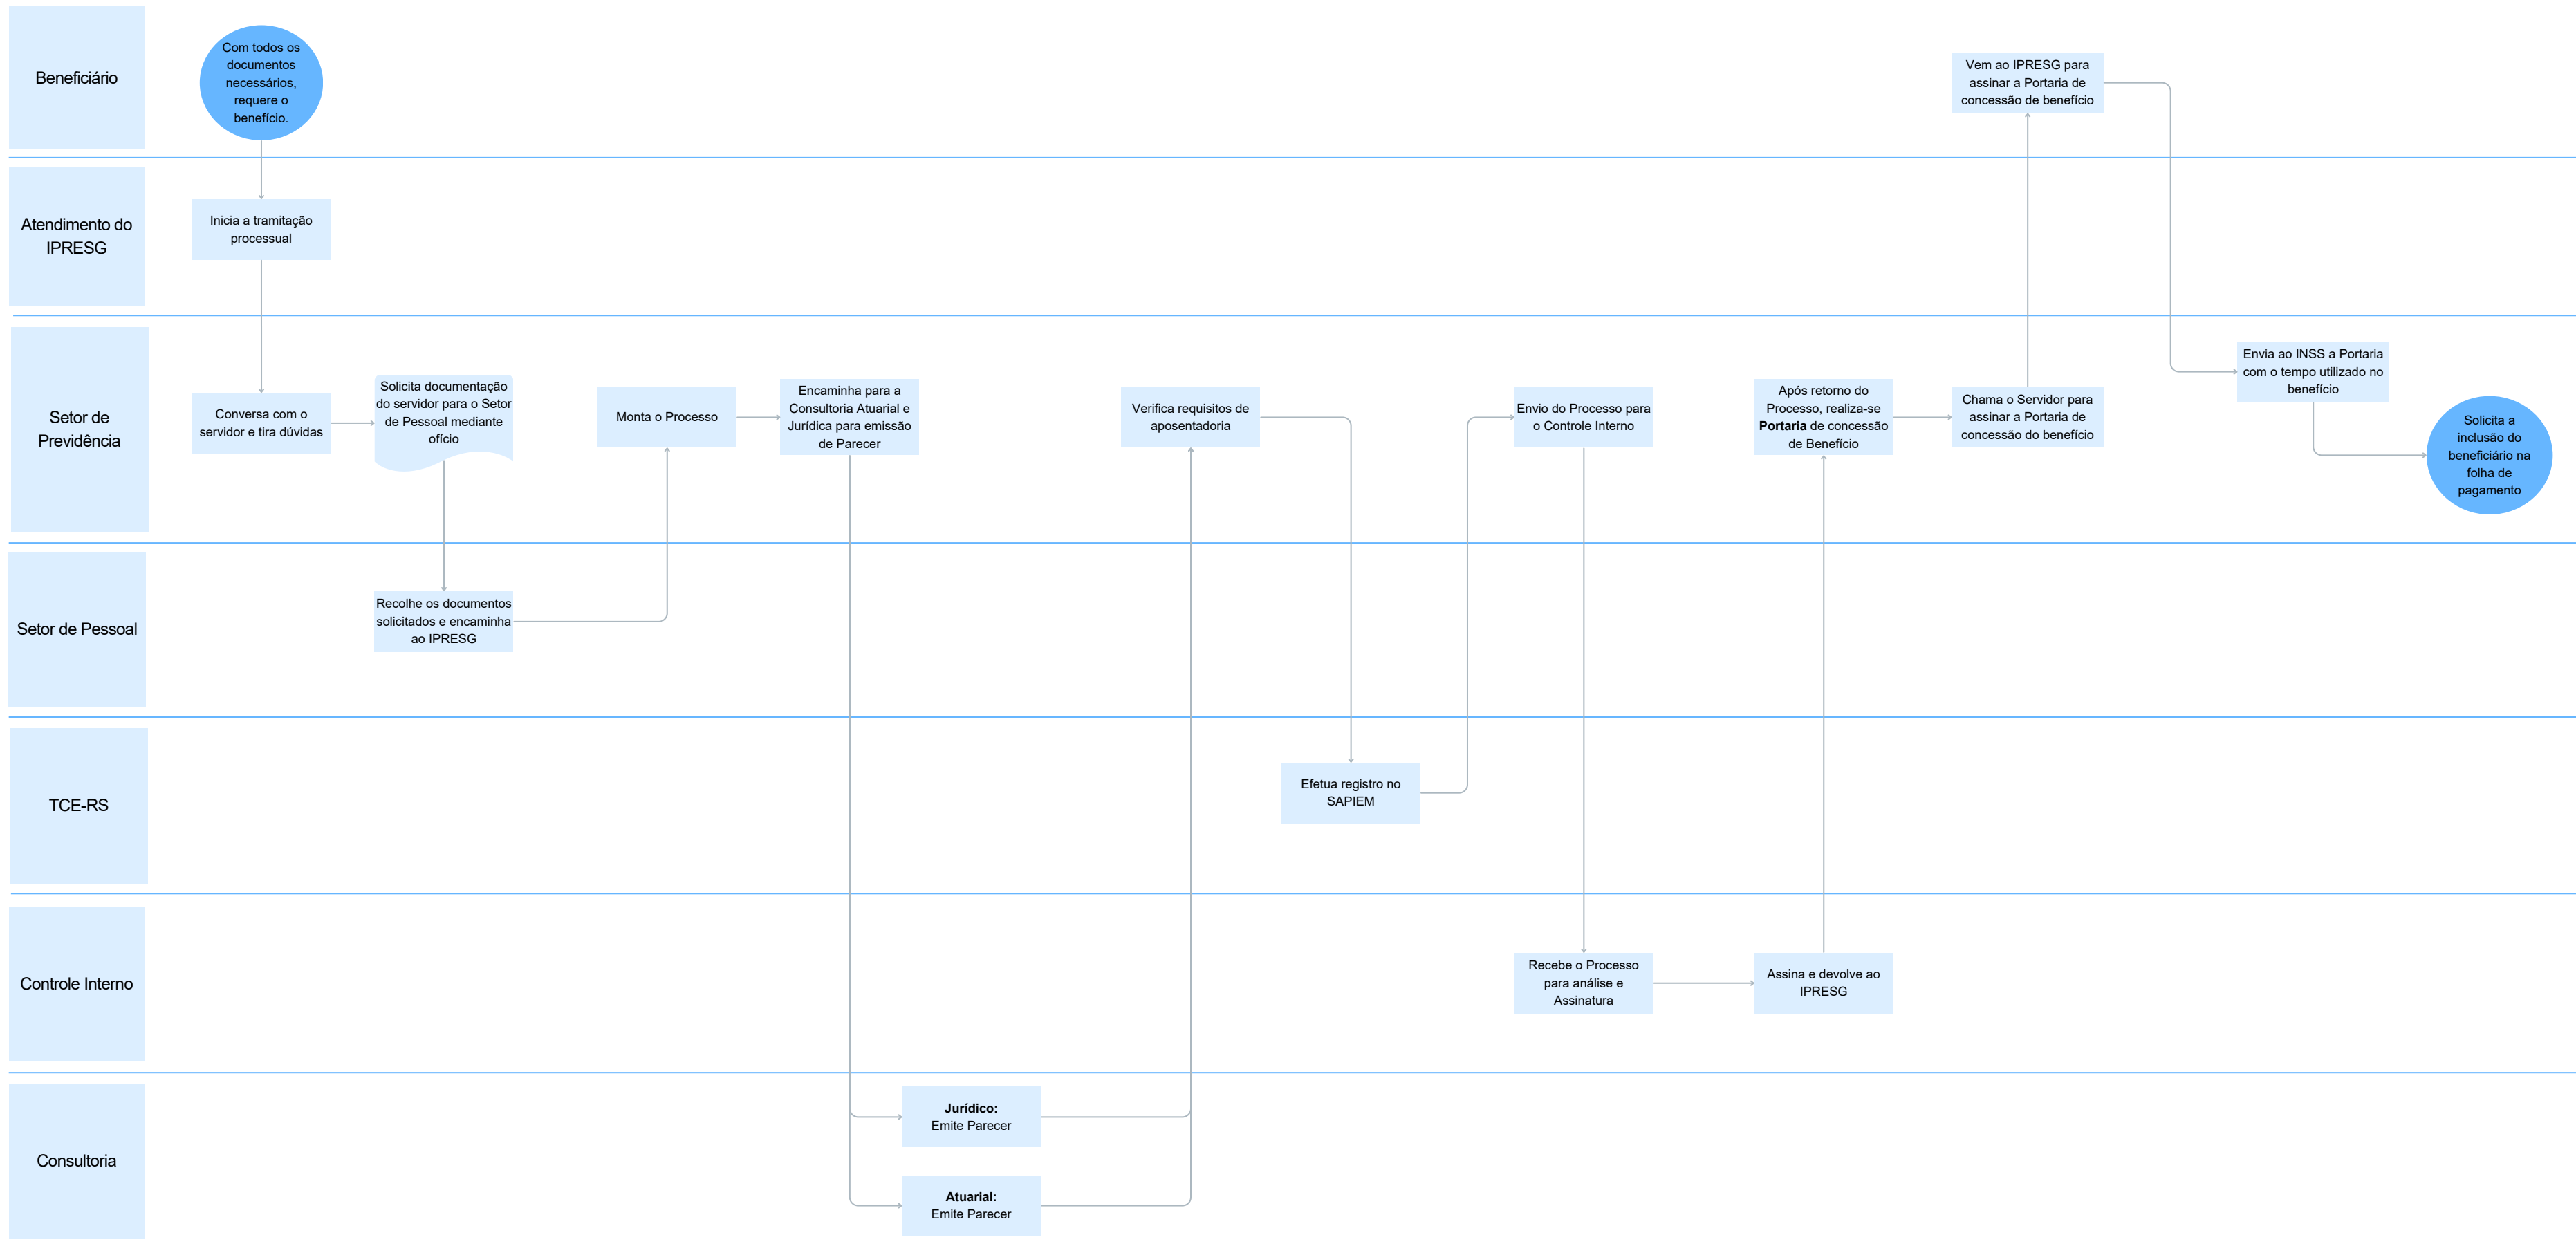 Beneficiário
Com todos os
documentos
necessários,
requere o
benefício.
Vem ao IPRESG para
assinar a Portaria de
concessão de benefício
Atendimento do
IPRESG
Inicia a tramitação
processual
Setor de
Previdência
Conversa com o
servidor e tira dúvidas
Solicita documentação
do servidor para o Setor
de Pessoal mediante
ofício
Monta o Processo
Encaminha para a
Consultoria Atuarial e
Jurídica para emissão
de Parecer
Verifica requisitos de
aposentadoria
Envio do Processo para
o Controle Interno
Após retorno do
Processo, realiza-se
Portaria de concessão
de Benefício
Chama o Servidor para
assinar a Portaria de
concessão do benefício
Envia ao INSS a Portaria
com o tempo utilizado no
benefício
Solicita a
inclusão do
beneficiário na
folha de
pagamento
Setor de Pessoal
Recolhe os documentos
solicitados e encaminha
ao IPRESG
TCE-RS
Efetua registro no
SAPIEM
Controle Interno
Recebe o Processo
para análise e
Assinatura
Assina e devolve ao
IPRESG
Consultoria
Jurídico:
Emite Parecer
Atuarial:
Emite Parecer